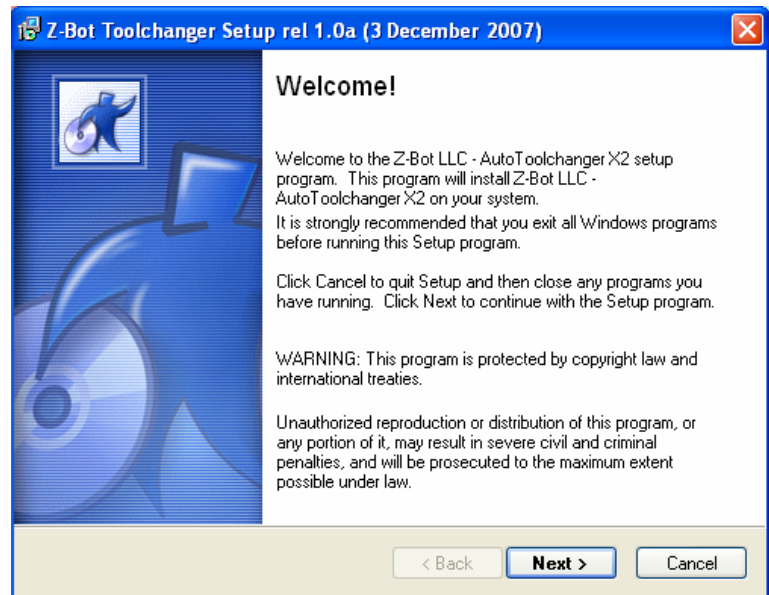 Z-Bot Toolchanger Setup rel 1.0a (3 December 2007)
Welcome!
Welcome to the Z-Bot LLC - AutoToolchanger X2 setup
program. This program will install Z-Bot LLC -
AutoToolchanger X2 on your system.
It is strongly recommended that you exit all Windows programs
before running this Setup program.
Click Cancel to quit Setup and then close any programs you
have running. Click Next to continue with the Setup program.
WARNING: This program is protected by copyright law and
international treaties.
Unauthorized reproduction or distribution of this program, or
any portion of it, may result in severe civil and criminal
penalties, and will be prosecuted to the maximum extent
possible under law.
< Back Next > Cancel